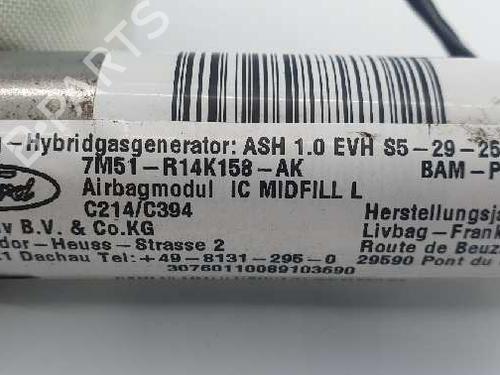 Hybridgasgenerator: ASH 1.0 EVH S5-29-26
7M51-R14K158-AK BAM-P
Ford Airbagmodul IC MIDFILL L
C214/C394 Herstellungsja
v B.V. & Co.KG Livbag-Frank
dor-Heuss-Strasse 2 Route de Beuz
1 Dachau Tel:+49-8131-295-0 29590 Pont du
30760110089103690
PARTS